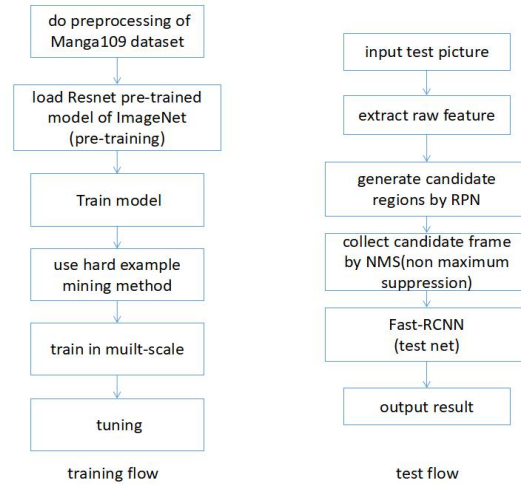 do preprocessing of
Manga109 dataset
load Resnet pre-trained
model of ImageNet
(pre-training)
Train model
use hard example
mining method
train in muilt-scale
tuning
training flow
input test picture
extract raw feature
generate candidate
regions by RPN
collect candidate frame
by NMS(non maximum
suppression)
Fast-RCNN
(test net)
output result
test flow